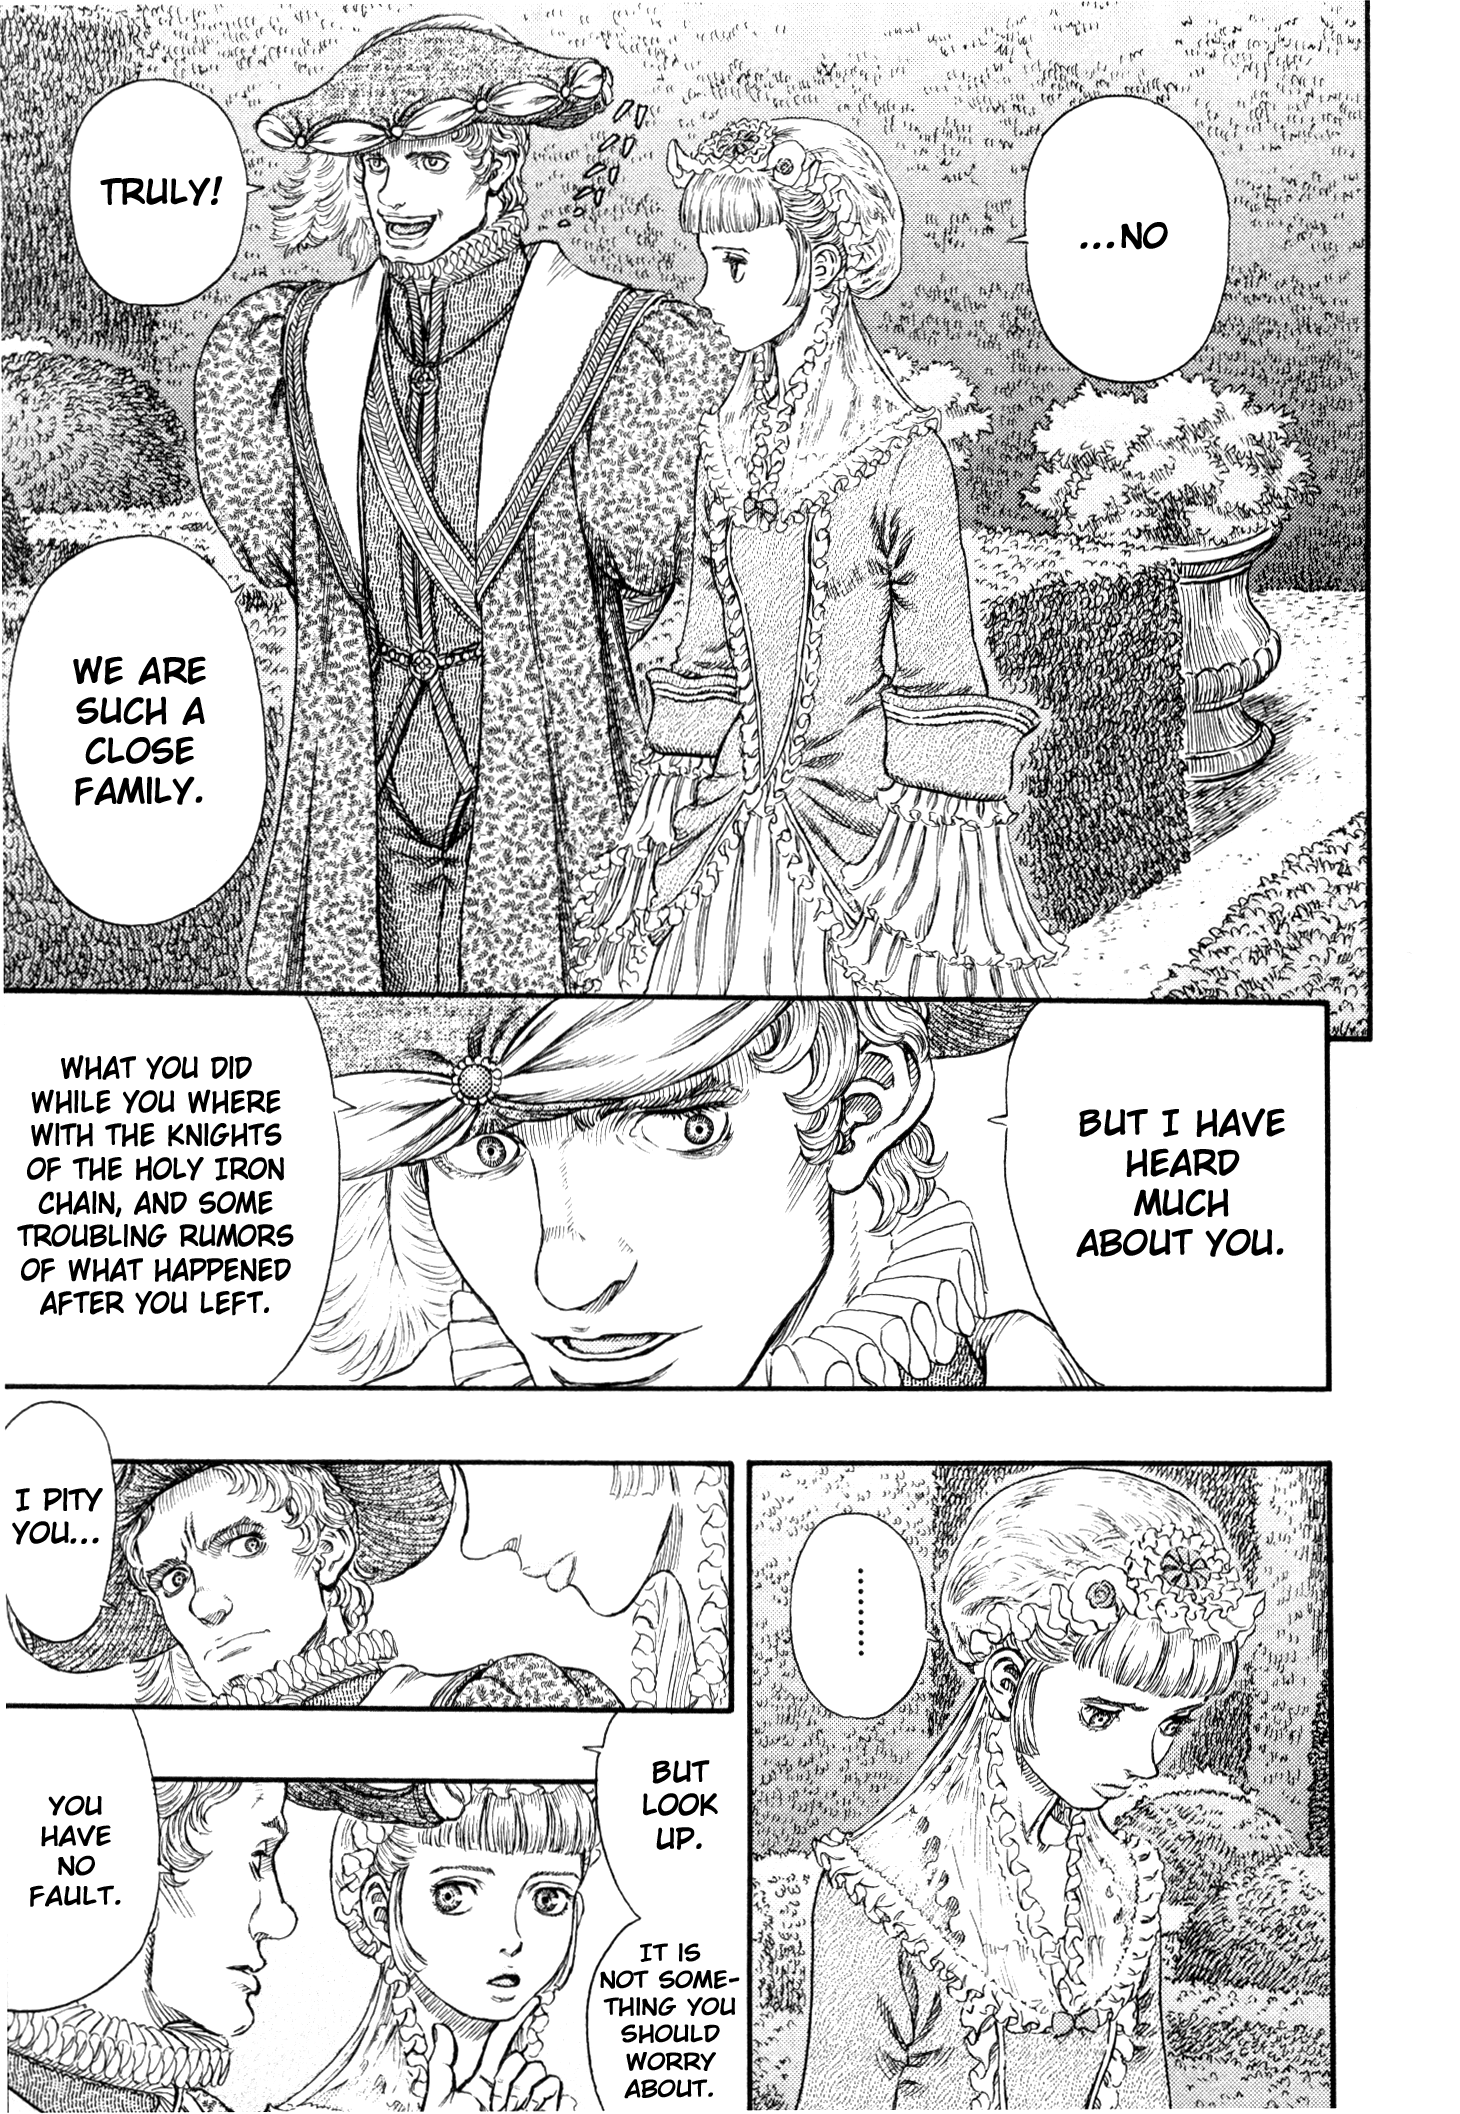 ...NO
TRULY!
WE ARE
SUCH A
CLOSE
FAMILY.
BUT I HAVE
HEARD
MUCH
ABOUT YOU.
WHAT YOU DID
WHILE YOU WHERE
WITH THE KNIGHTS
OF THE HOLY IRON
CHAIN, AND SOME
TROUBLING RUMORS
OF WHAT HAPPENED
AFTER YOU LEFT.
.........
I PITY
YOU...
BUT
LOOK
UP.
IT IS
NOT SOME-
THING YOU
SHOULD
WORRY
ABOUT.
YOU
HAVE
NO
FAULT.